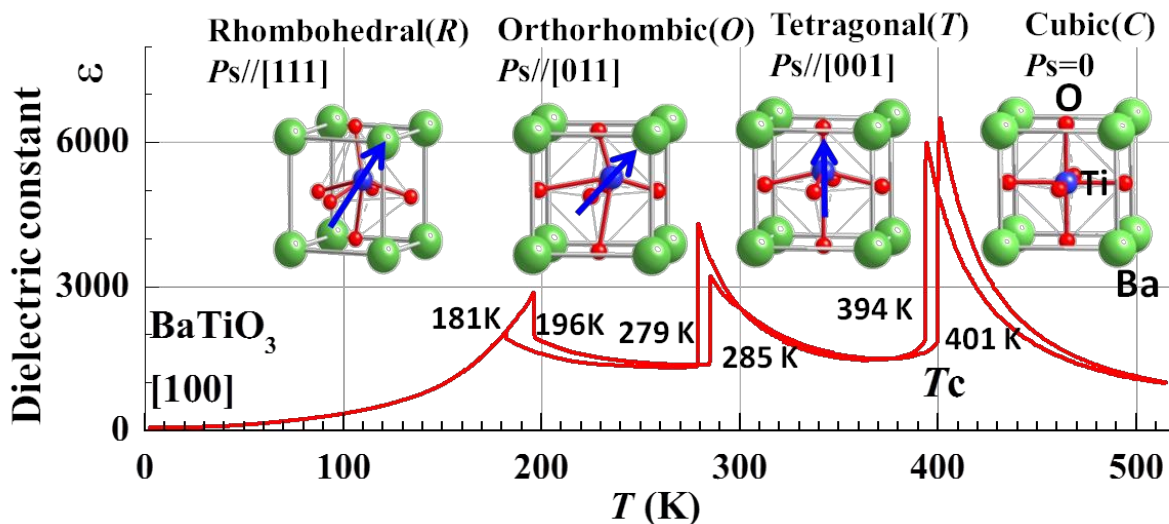 Rhombohedral(R) Orthorhombic(O) Tetragonal(T) Cubic(C)
Ps//[111] Ps//[011] Ps//[001] Ps=0
O
Ti
Ba
Dielectric constant ε
6000
3000
0
181K 196K 279 K 285 K 394 K 401 K
BaTiO₃
[100]
Tc
0 100 200 300 400 500
T (K)